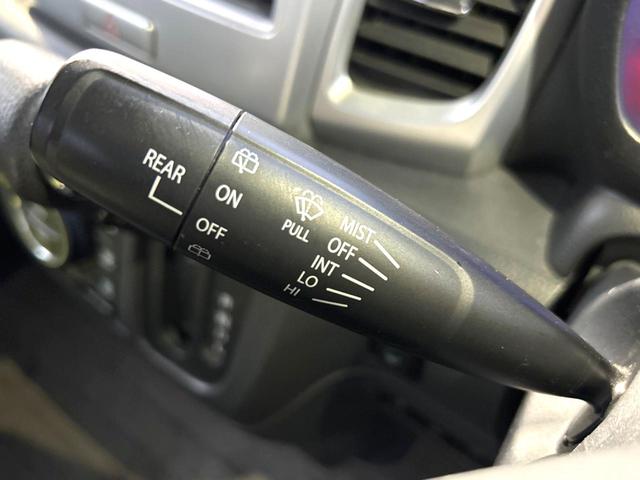 REAR
ON
OFF
PULL
MIST
OFF
INT
LO
HI